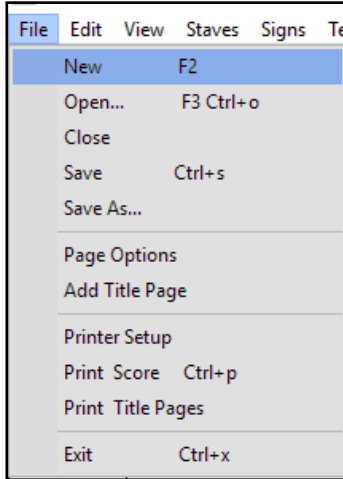 File Edit View Staves Signs
New F2
Open... F3 Ctrl+o
Close
Save Ctrl+s
Save As...
Page Options
Add Title Page
Printer Setup
Print Score Ctrl+p
Print Title Pages
Exit Ctrl+x